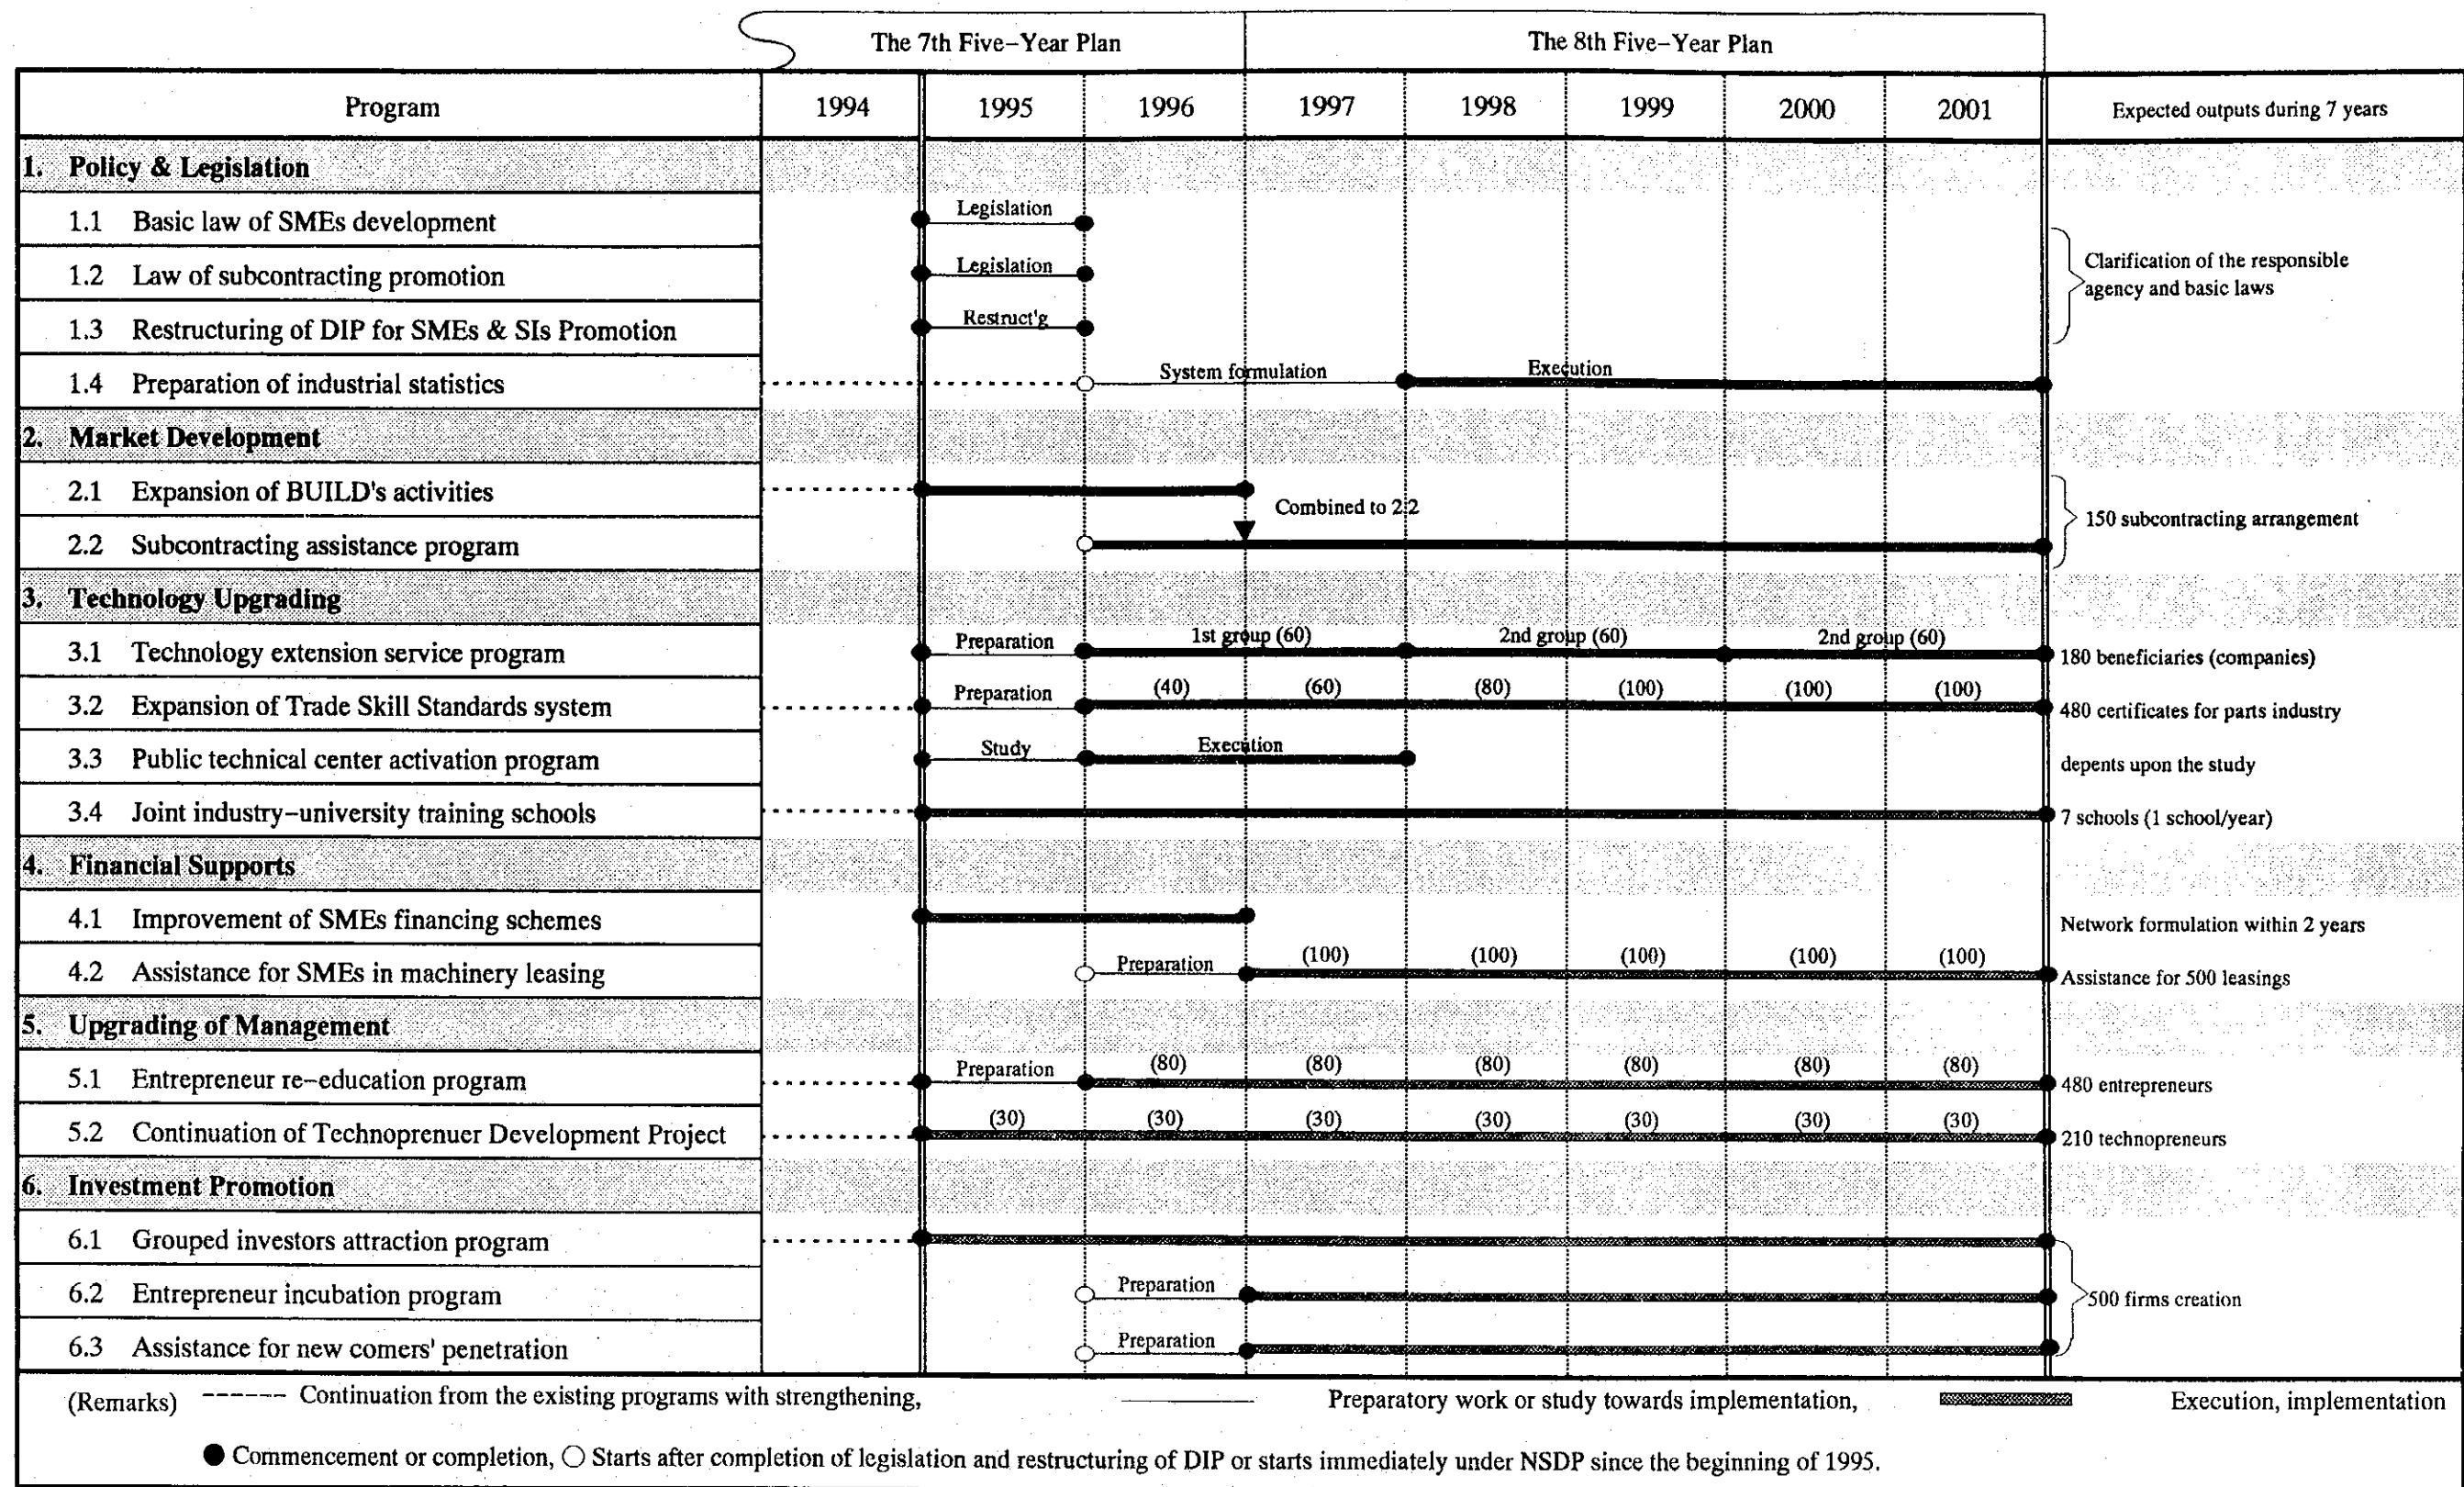 The 7th Five-Year Plan The 8th Five-Year Plan
Program 1994 1995 1996 1997 1998 1999 2000 2001 Expected outputs during 7 years
1. Policy & Legislation
1.1 Basic law of SMEs development Legislation
1.2 Law of subcontracting promotion Legislation
Clarification of the responsible
agency and basic laws
1.3 Restructuring of DIP for SMEs & SIs Promotion Restruct'g
1.4 Preparation of industrial statistics System formulation Execution
2. Market Development
2.1 Expansion of BUILD's activities
Combined to 2.2
150 subcontracting arrangement
2.2 Subcontracting assistance program
3. Technology Upgrading
3.1 Technology extension service program Preparation 1st group (60) 2nd group (60) 2nd group (60) 180 beneficiaries (companies)
3.2 Expansion of Trade Skill Standards system Preparation (40) (60) (80) (100) (100) (100) 480 certificates for parts industry
3.3 Public technical center activation program Study Execution depents upon the study
3.4 Joint industry-university training schools 7 schools (1 school/year)
4. Financial Supports
4.1 Improvement of SMEs financing schemes Network formulation within 2 years
4.2 Assistance for SMEs in machinery leasing Preparation (100) (100) (100) (100) (100) Assistance for 500 leasings
5. Upgrading of Management
5.1 Entrepreneur re-education program Preparation (80) (80) (80) (80) (80) (80) 480 entrepreneurs
5.2 Continuation of Technoprenuer Development Project (30) (30) (30) (30) (30) (30) (30) 210 technopreneurs
6. Investment Promotion
6.1 Grouped investors attraction program
6.2 Entrepreneur incubation program Preparation 500 firms creation
6.3 Assistance for new comers' penetration Preparation
(Remarks) ------ Continuation from the existing programs with strengthening, Preparatory work or study towards implementation, Execution, implementation
● Commencement or completion, ○ Starts after completion of legislation and restructuring of DIP or starts immediately under NSDP since the beginning of 1995.